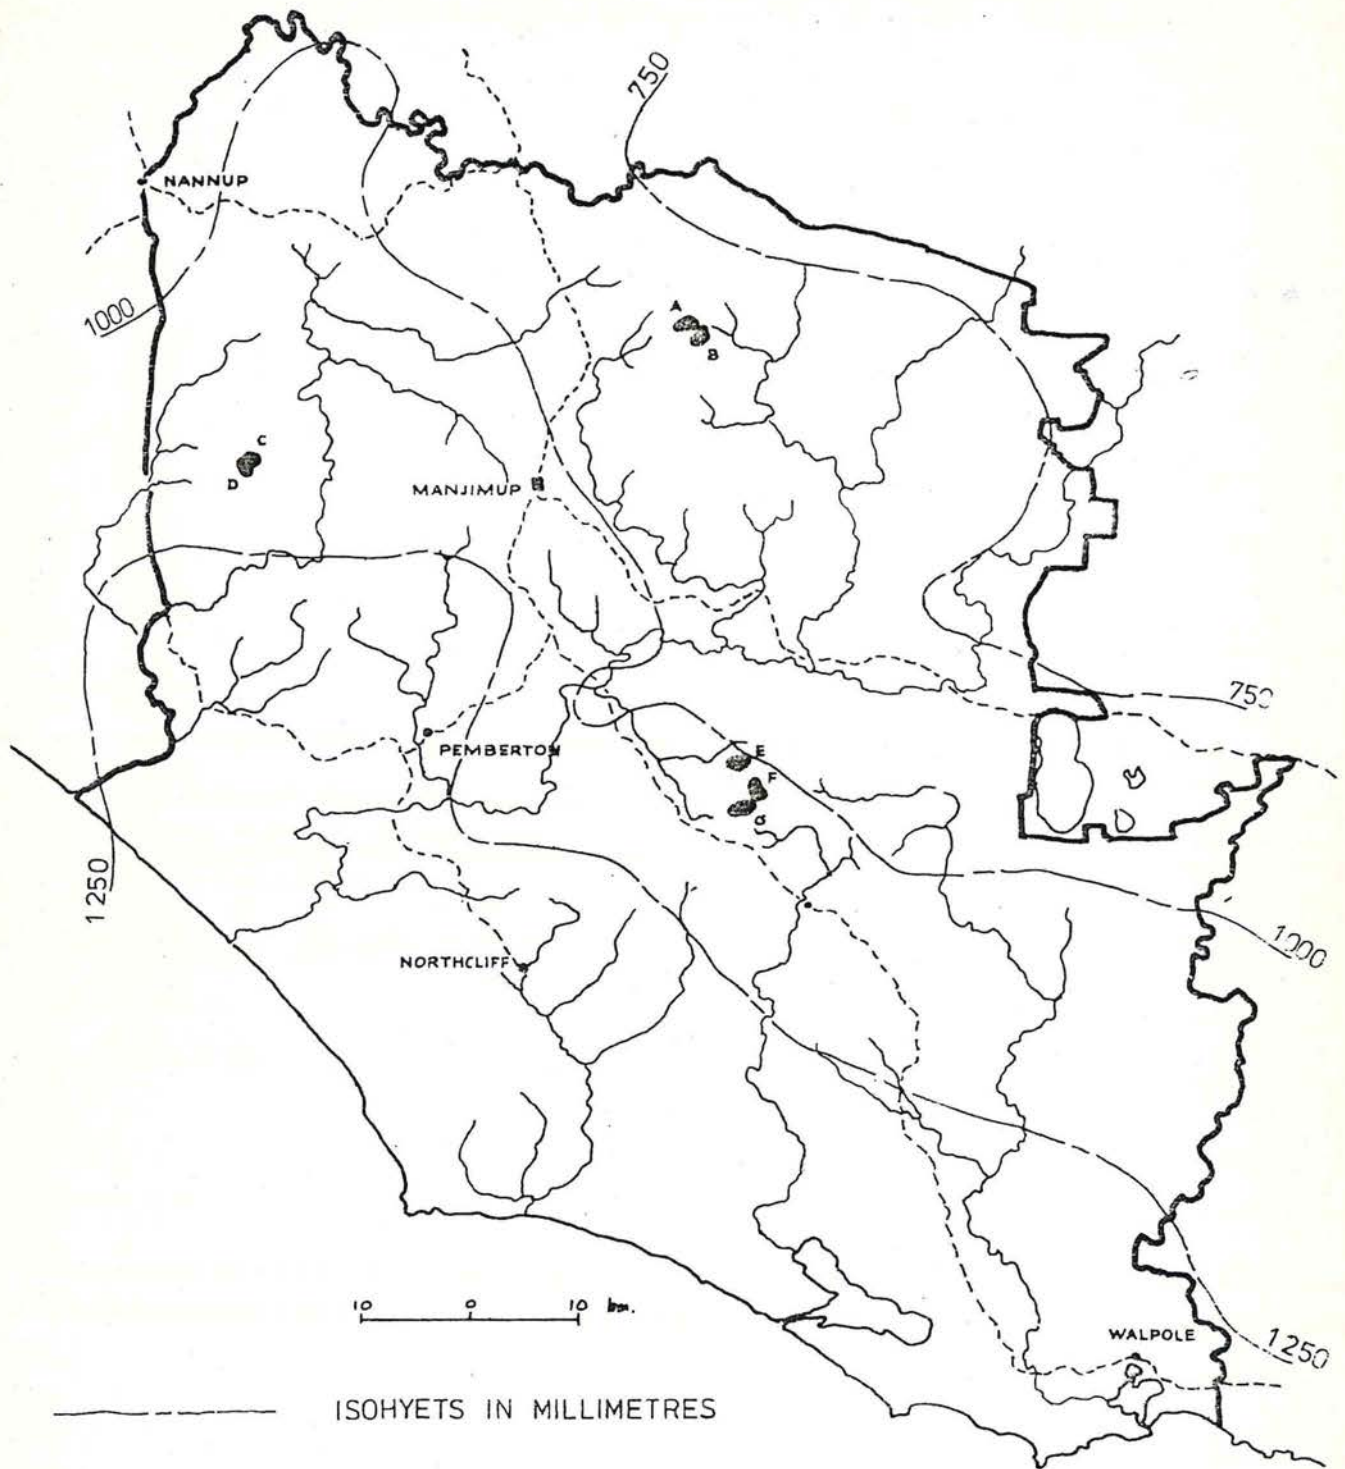 750
NANNUP
1000
A
B
C
D
MANJIMUP
750
PEMBERTON
E
F
G
1250
1000
NORTHCLIFF
10 0 10 km.
WALPOLE
1250
ISOHYETS IN MILLIMETRES